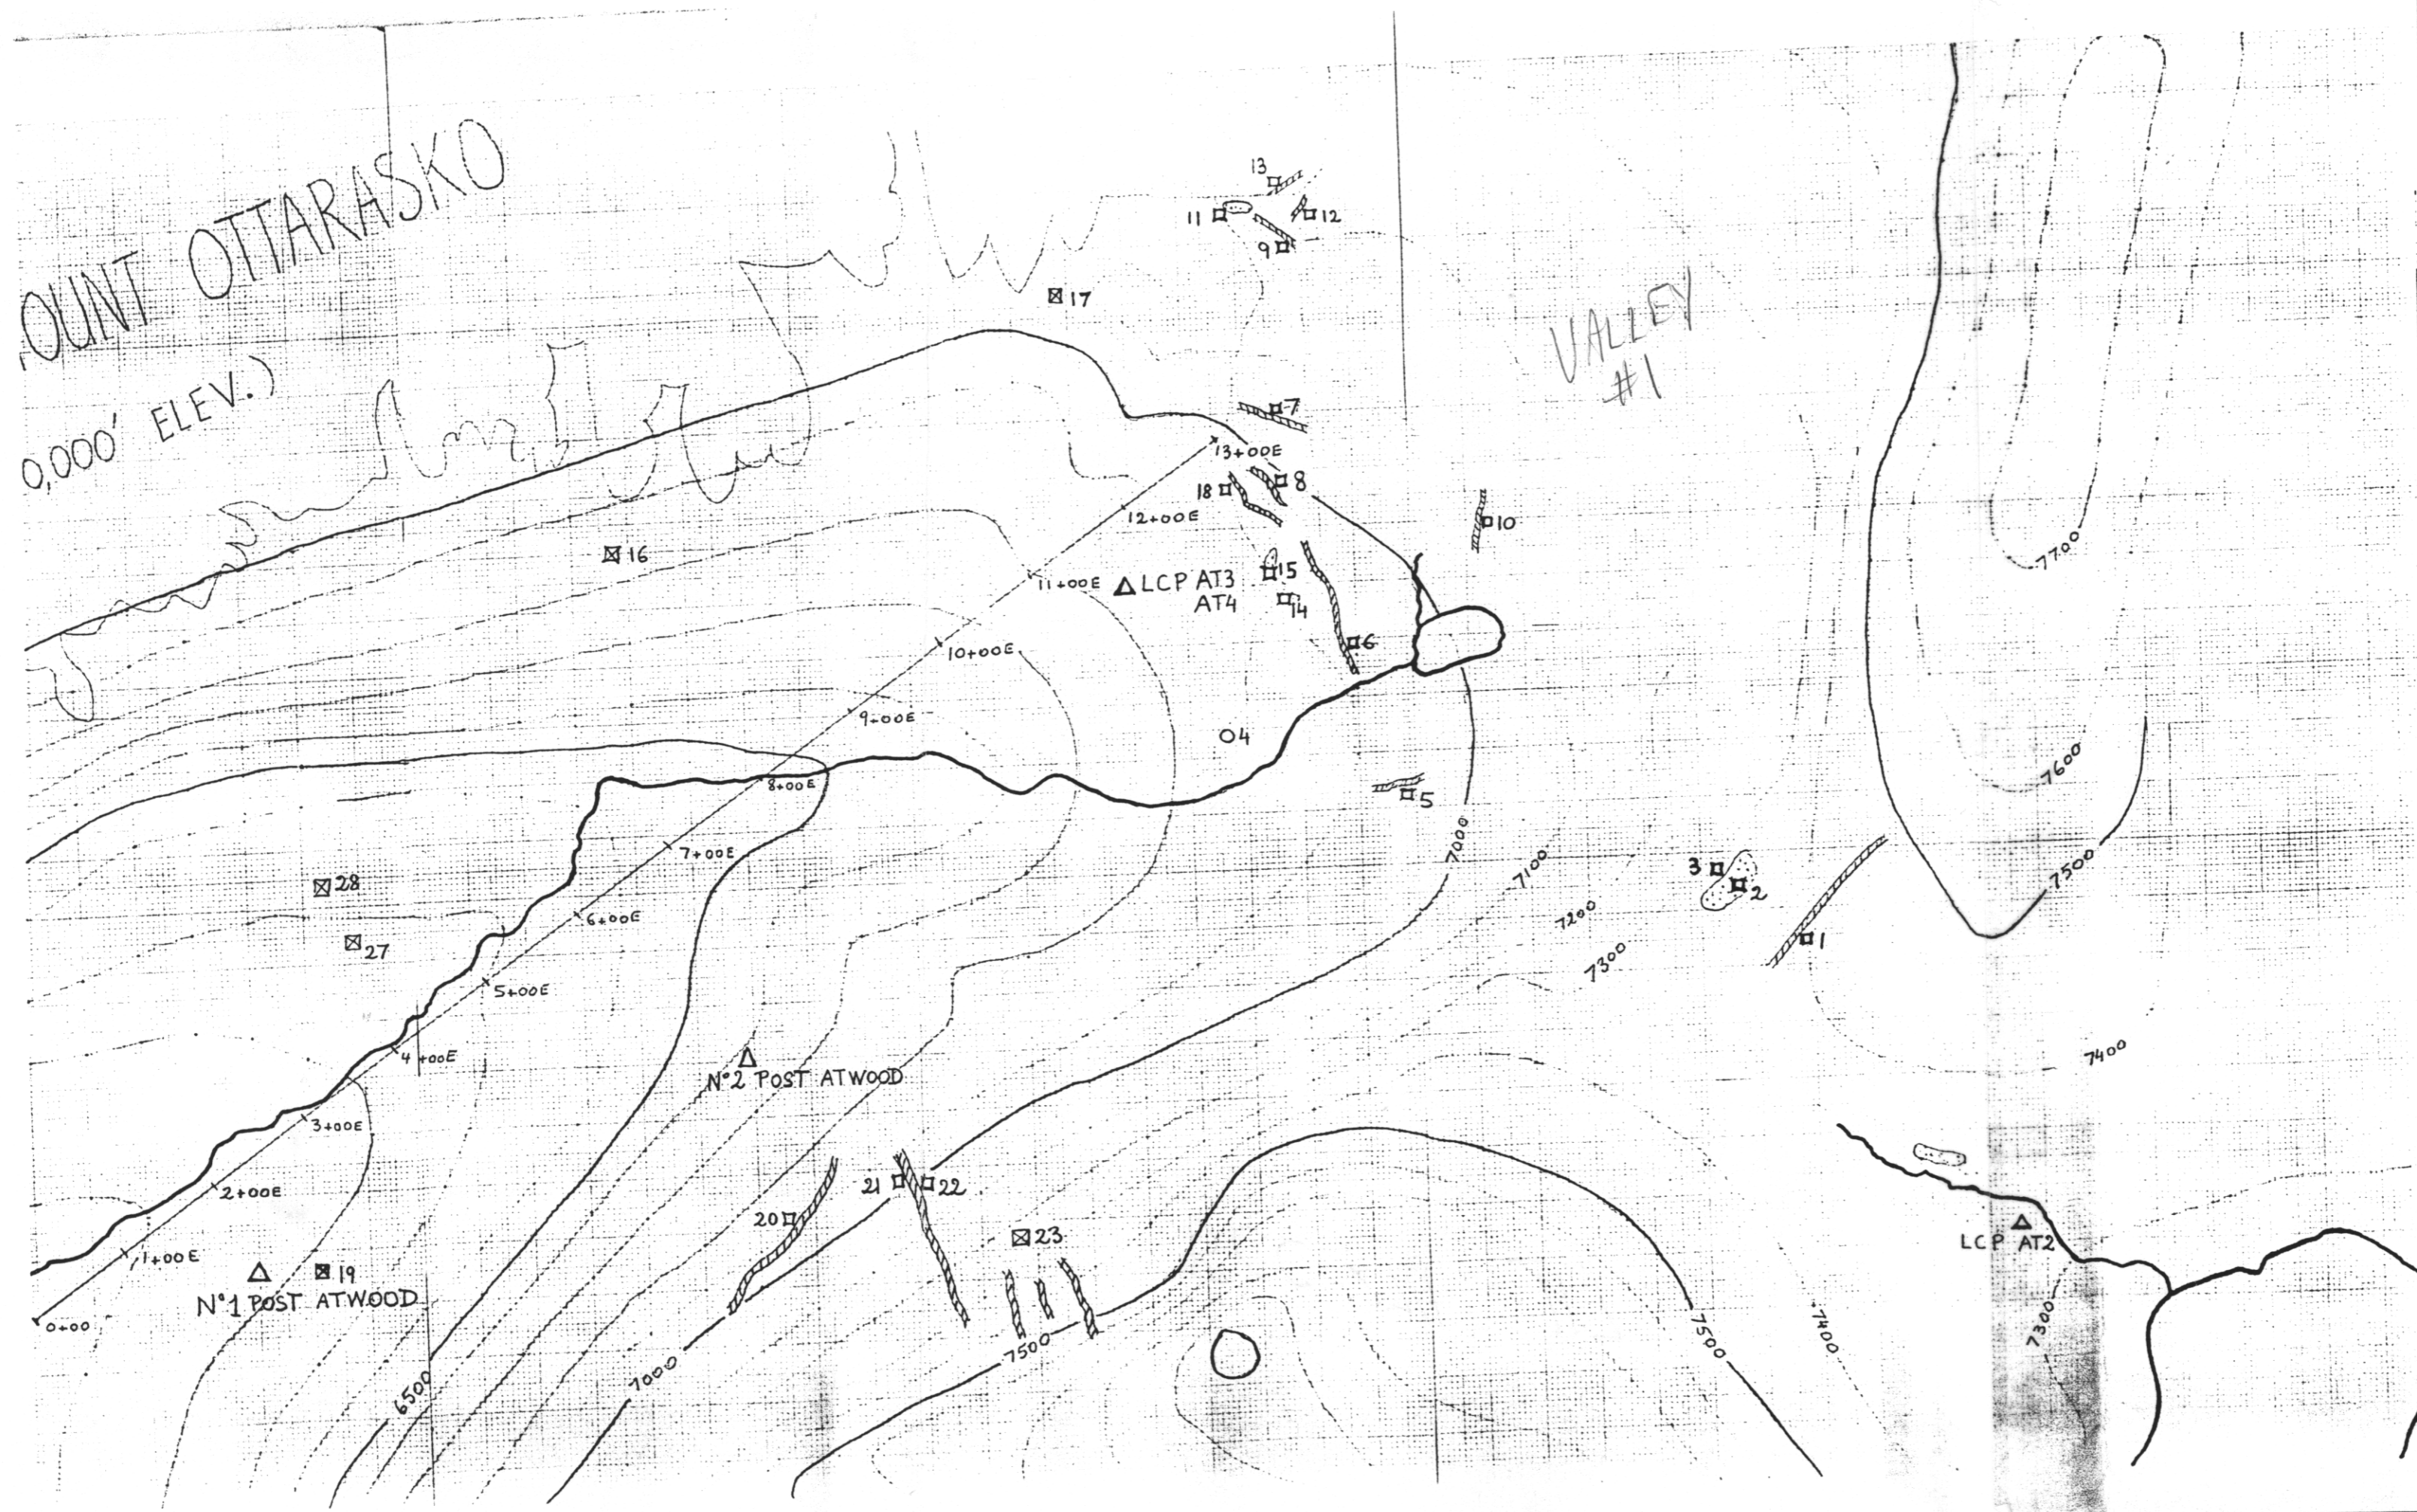 OUNT OTTARASKO
0,000' ELEV.)
VALLEY
#1
13
11
12
9
17
7
13+00E
18
8
12+00E
10
16
11+00E
LCP AT3
AT4
15
14
6
10+00E
9+00E
04
8+00E
5
7+00E
7000
7100
7200
7300
3
2
1
7700
7600
7500
7400
28
27
6+00E
5+00E
4+00E
3+00E
2+00E
1+00E
0+00
N°2 POST ATWOOD
21
22
20
23
19
N°1 POST ATWOOD
6500
7000
7500
7500
7400
7300
LCP AT2